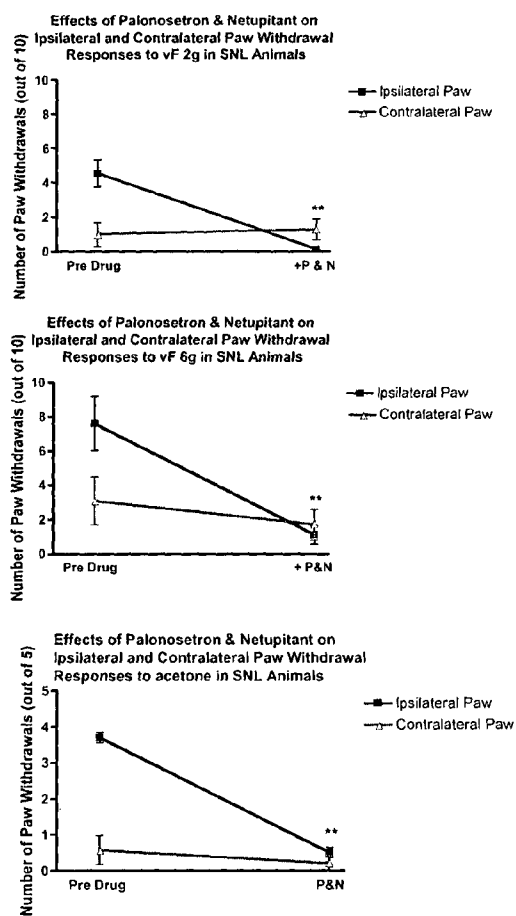 Effects of Palonosetron & Netupitant on
Ipsilateral and Contralateral Paw Withdrawal
Responses to vF 2g in SNL Animals
Number of Paw Withdrawals (out of 10)
10
8
6
4
2
0
Pre Drug
+P & N
**
Ipsilateral Paw
Contralateral Paw
Effects of Palonosetron & Netupitant on
Ipsilateral and Contralateral Paw Withdrawal
Responses to vF 6g in SNL Animals
Number of Paw Withdrawals (out of 10)
10
8
6
4
2
0
Pre Drug
+ P&N
**
Ipsilateral Paw
Contralateral Paw
Effects of Palonosetron & Netupitant on
Ipsilateral and Contralateral Paw Withdrawal
Responses to acetone in SNL Animals
Number of Paw Withdrawals (out of 5)
5
4
3
2
1
0
Pre Drug
P&N
**
Ipsilateral Paw
Contralateral Paw